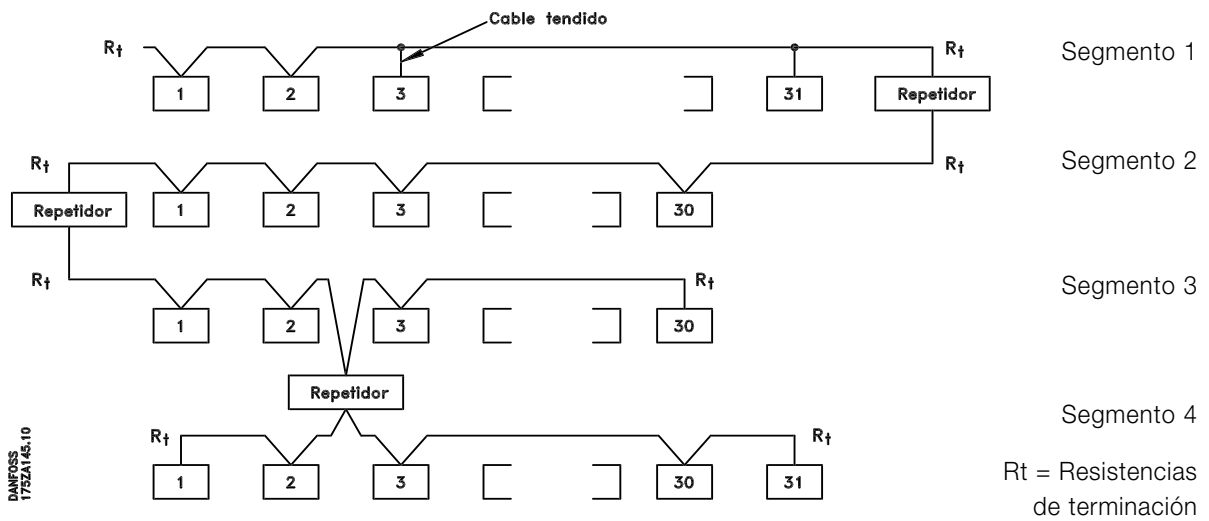 Cable tendido
Rt Rt Segmento 1
1 2 3 31 Repetidor
Rt Rt Segmento 2
Repetidor 1 2 3 30
Rt Rt Segmento 3
1 2 3 30
Repetidor
Rt Rt Segmento 4
1 2 3 30 31
Rt = Resistencias
de terminación
DANFOSS
175ZA145.10